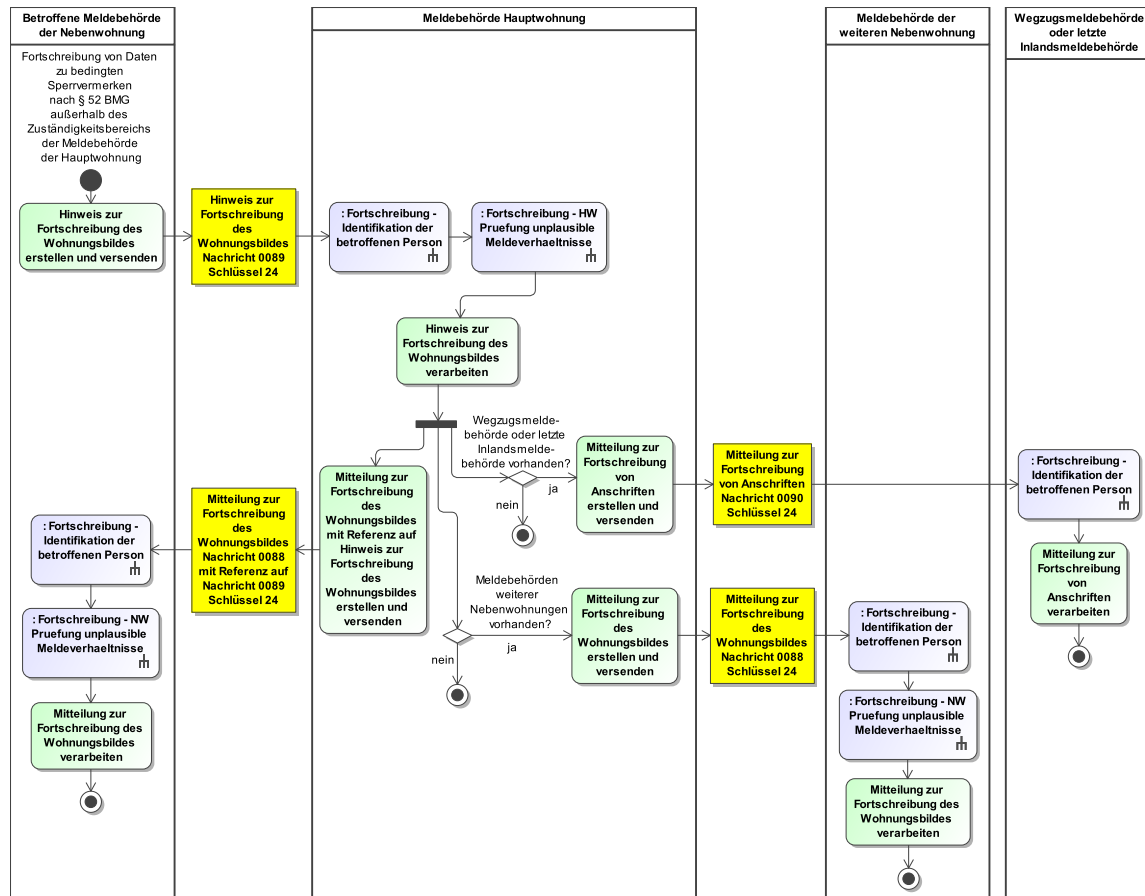 Betroffene Meldebehörde
der Nebenwohnung
Meldebehörde Hauptwohnung
Meldebehörde der
weiteren Nebenwohnung
Wegzugsmeldebehörde
oder letzte
Inlandsmeldebehörde
Fortschreibung von Daten
zu bedingten
Sperrvermerken
nach § 52 BMG
außerhalb des
Zuständigkeitsbereichs
der Meldebehörde
der Hauptwohnung
Hinweis zur
Fortschreibung des
Wohnungsbildes
erstellen und versenden
Hinweis zur
Fortschreibung
des
Wohnungsbildes
Nachricht 0089
Schlüssel 24
: Fortschreibung -
Identifikation der
betroffenen Person
: Fortschreibung - HW
Pruefung unplausible
Meldeverhaeltnisse
Hinweis zur
Fortschreibung des
Wohnungsbildes
verarbeiten
Wegzugsmelde-
behörde oder letzte
Inlandsmelde-
behörde vorhanden?
ja
nein
Mitteilung zur
Fortschreibung
von
Anschriften
erstellen und
versenden
Mitteilung zur
Fortschreibung
von Anschriften
Nachricht 0090
Schlüssel 24
: Fortschreibung -
Identifikation der
betroffenen Person
Mitteilung zur
Fortschreibung
von
Anschriften
verarbeiten
Mitteilung zur
Fortschreibung
des
Wohnungsbildes
mit Referenz auf
Hinweis zur
Fortschreibung
des
Wohnungsbildes
erstellen und
versenden
Mitteilung zur
Fortschreibung
des
Wohnungsbildes
Nachricht 0088
mit Referenz auf
Nachricht 0089
Schlüssel 24
: Fortschreibung -
Identifikation der
betroffenen Person
: Fortschreibung - NW
Pruefung unplausible
Meldeverhaeltnisse
Mitteilung zur
Fortschreibung des
Wohnungsbildes
verarbeiten
Meldebehörden
weiterer
Nebenwohnungen
vorhanden?
ja
nein
Mitteilung zur
Fortschreibung
des
Wohnungsbildes
erstellen und
versenden
Mitteilung zur
Fortschreibung
des
Wohnungsbildes
Nachricht 0088
Schlüssel 24
: Fortschreibung -
Identifikation der
betroffenen Person
: Fortschreibung - NW
Pruefung unplausible
Meldeverhaeltnisse
Mitteilung zur
Fortschreibung des
Wohnungsbildes
verarbeiten